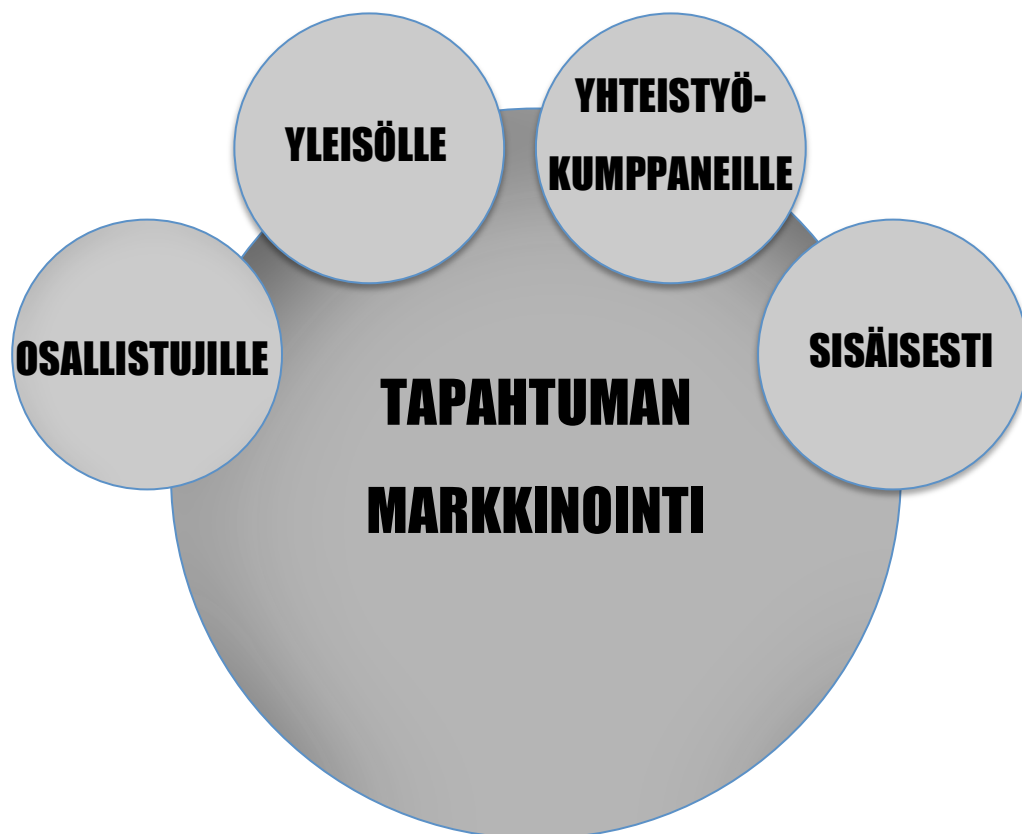 YLEISÖLLE
YHTEISTYÖ-
KUMPPANEILLE
OSALLISTUJILLE
SISÄISESTI
TAPAHTUMAN
MARKKINOINTI